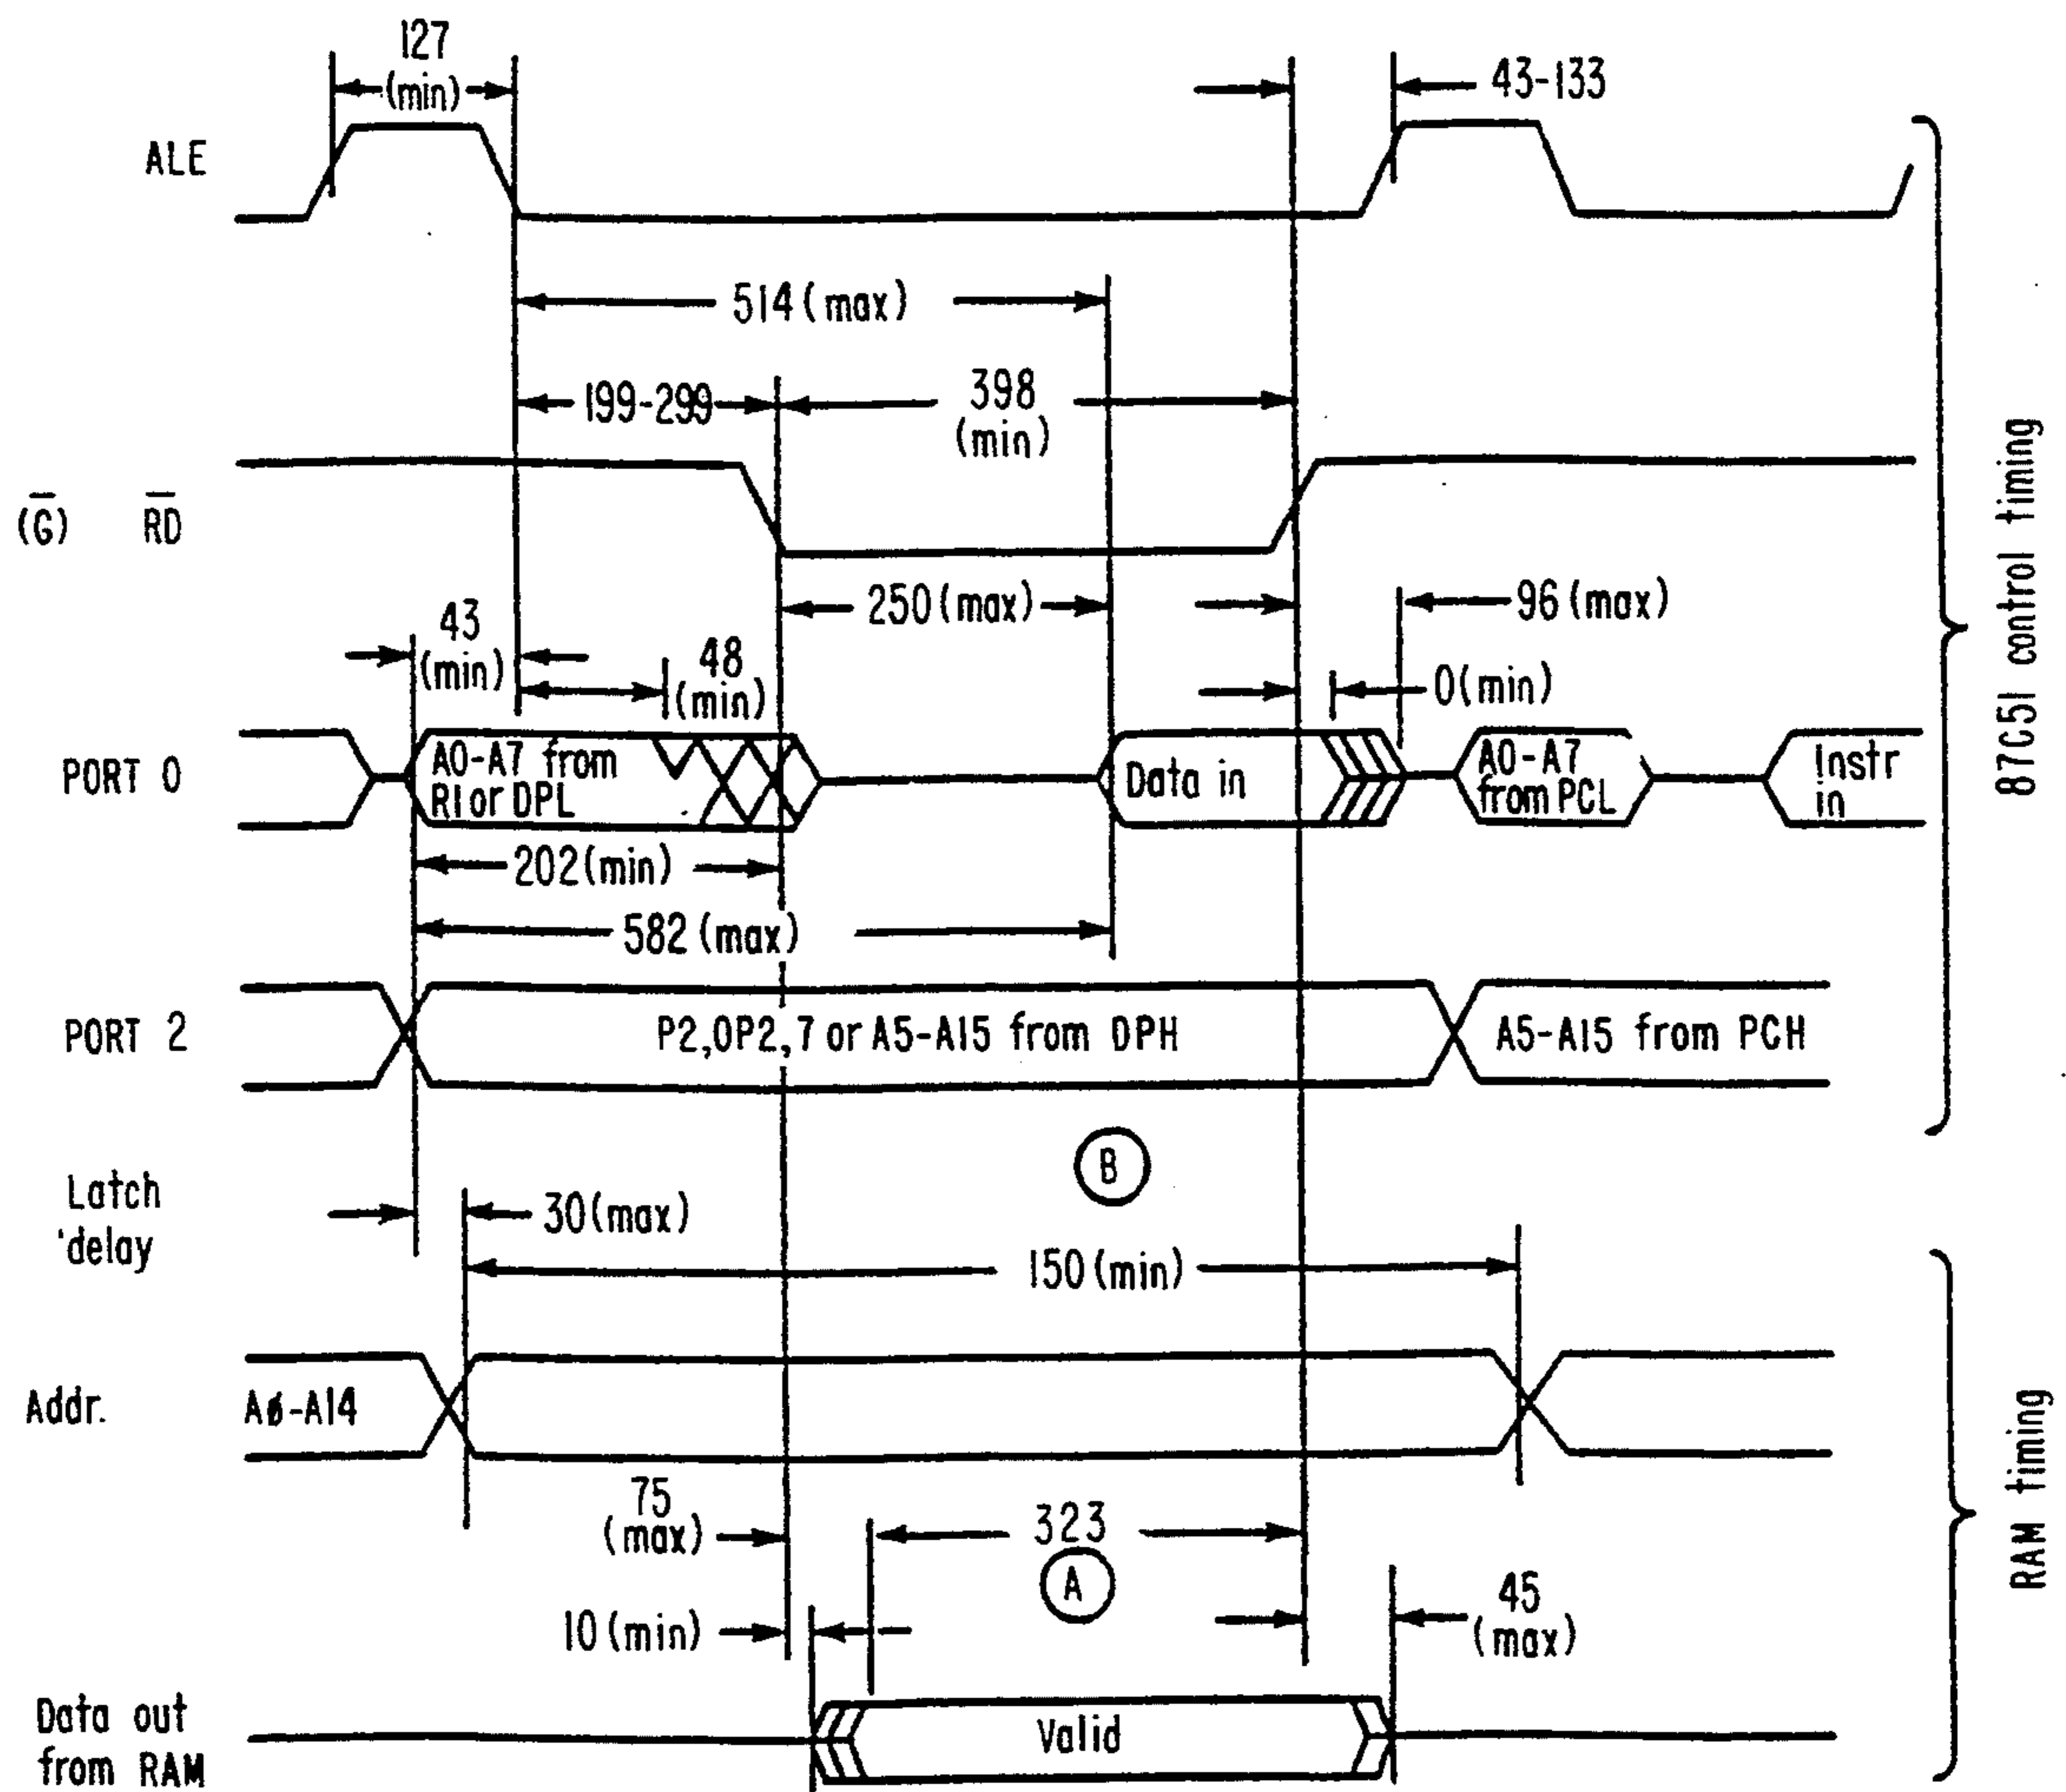 127
(min)
43-133
ALE
514 (max)
199-299
398
(min)
(G̅) R̅D̅
250 (max)
96 (max)
43
(min)
48
(min)
0 (min)
PORT 0
A0-A7 from
RI or DPL
Data in
A0-A7
from PCL
Instr
in
202 (min)
582 (max)
PORT 2
P2,0P2,7 or A5-A15 from DPH
A5-A15 from PCH
87C51 control timing
B
Latch
delay
30 (max)
150 (min)
Addr.
AØ-A14
75
(max)
323
A
10 (min)
45
(max)
Data out
from RAM
Valid
RAM timing